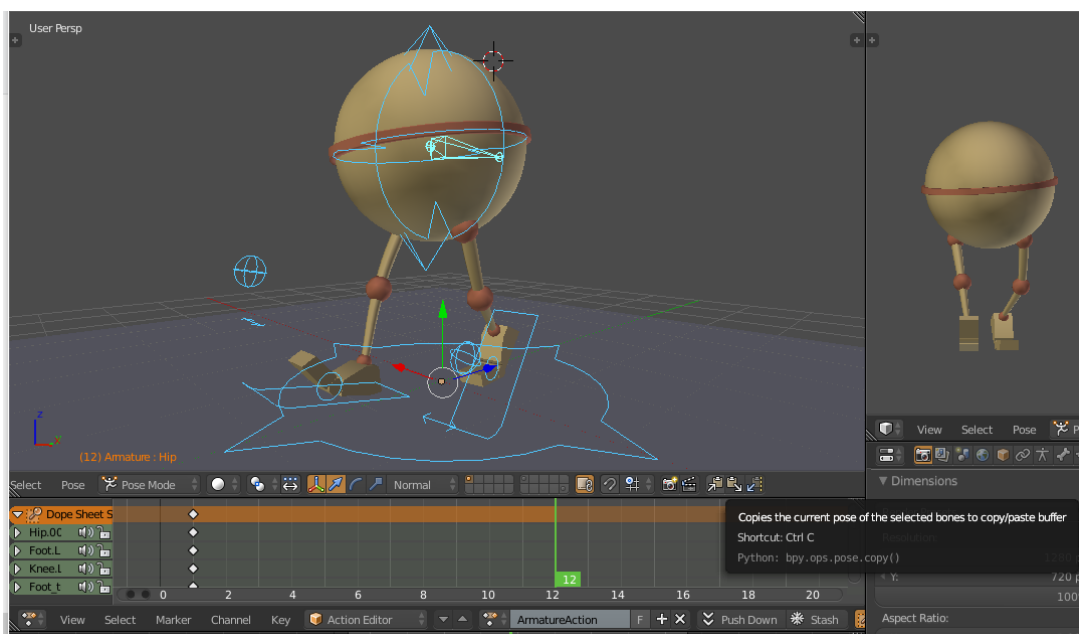 User Persp
z
(12) Armature : Hip
Select Pose Pose Mode Normal
View Select Pose
Dimensions
Dope Sheet S
Hip.0C
Foot.L
Knee.L
Foot_t
0 2 4 6 8 10 12 14 16 18 20
12
Copies the current pose of the selected bones to copy/paste buffer
Shortcut: Ctrl C
Python: bpy.ops.pose.copy()
Y: 720 p
100
Aspect Ratio:
View Select Marker Channel Key Action Editor ArmatureAction F Push Down Stash